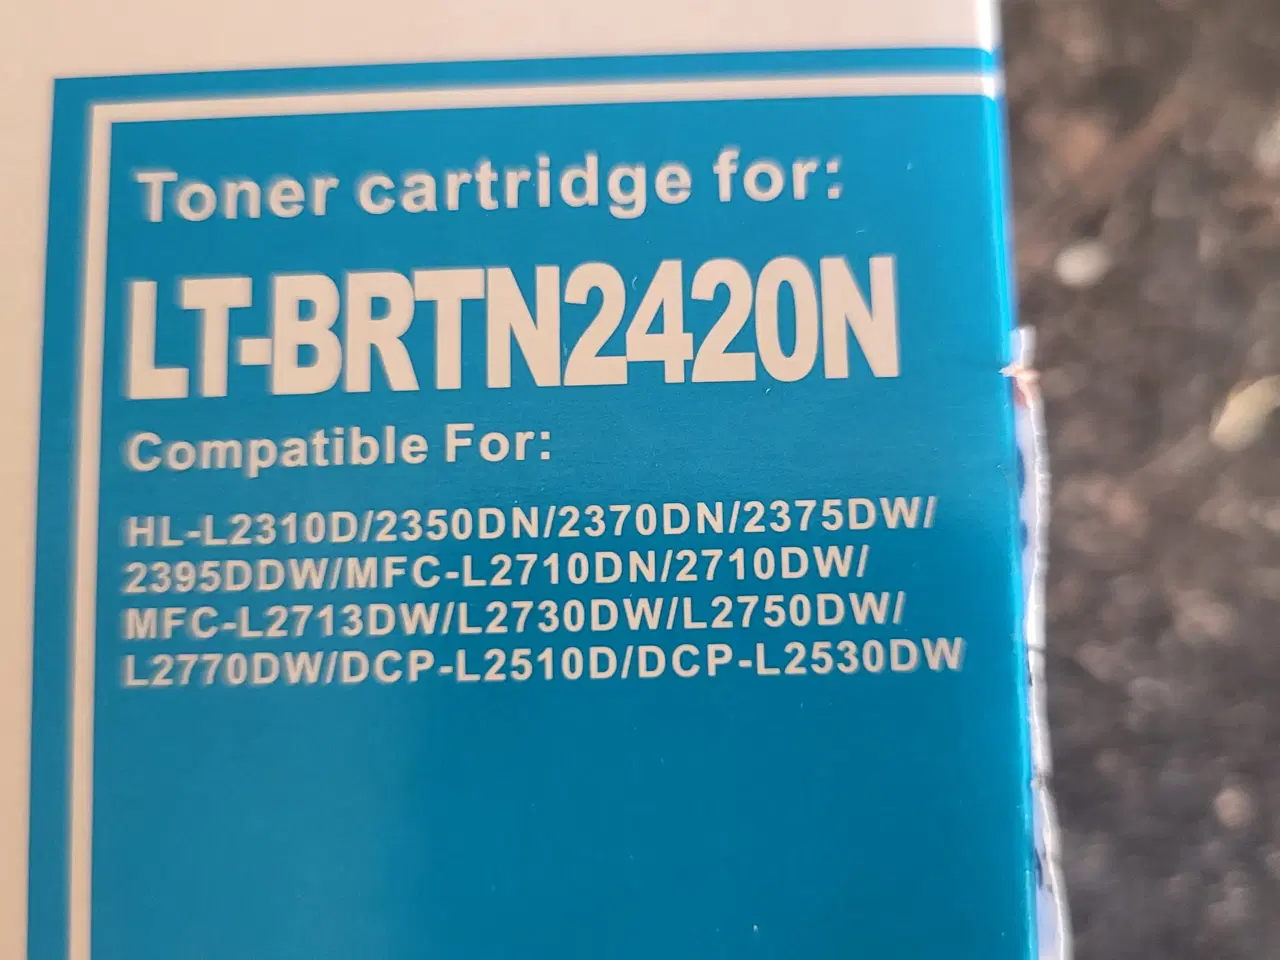 Toner cartridge for:
LT-BRTN2420N
Compatible For:
HL-L2310D/2350DN/2370DN/2375DW/
2395DDW/MFC-L2710DN/2710DW/
MFC-L2713DW/L2730DW/L2750DW/
L2770DW/DCP-L2510D/DCP-L2530DW